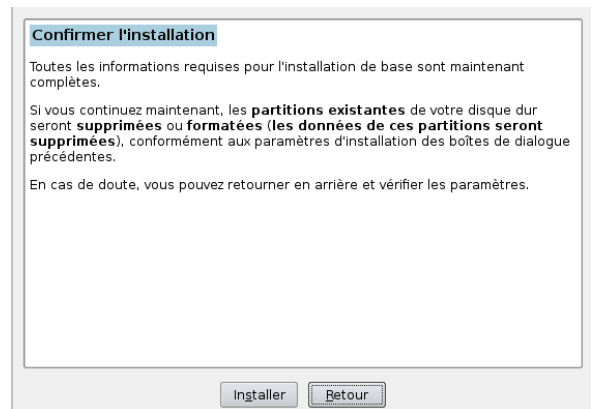 Confirmer l'installation
Toutes les informations requises pour l'installation de base sont maintenant
complètes.
Si vous continuez maintenant, les partitions existantes de votre disque dur
seront supprimées ou formatées (les données de ces partitions seront
supprimées), conformément aux paramètres d'installation des boîtes de dialogue
précédentes.
En cas de doute, vous pouvez retourner en arrière et vérifier les paramètres.
Installer Retour